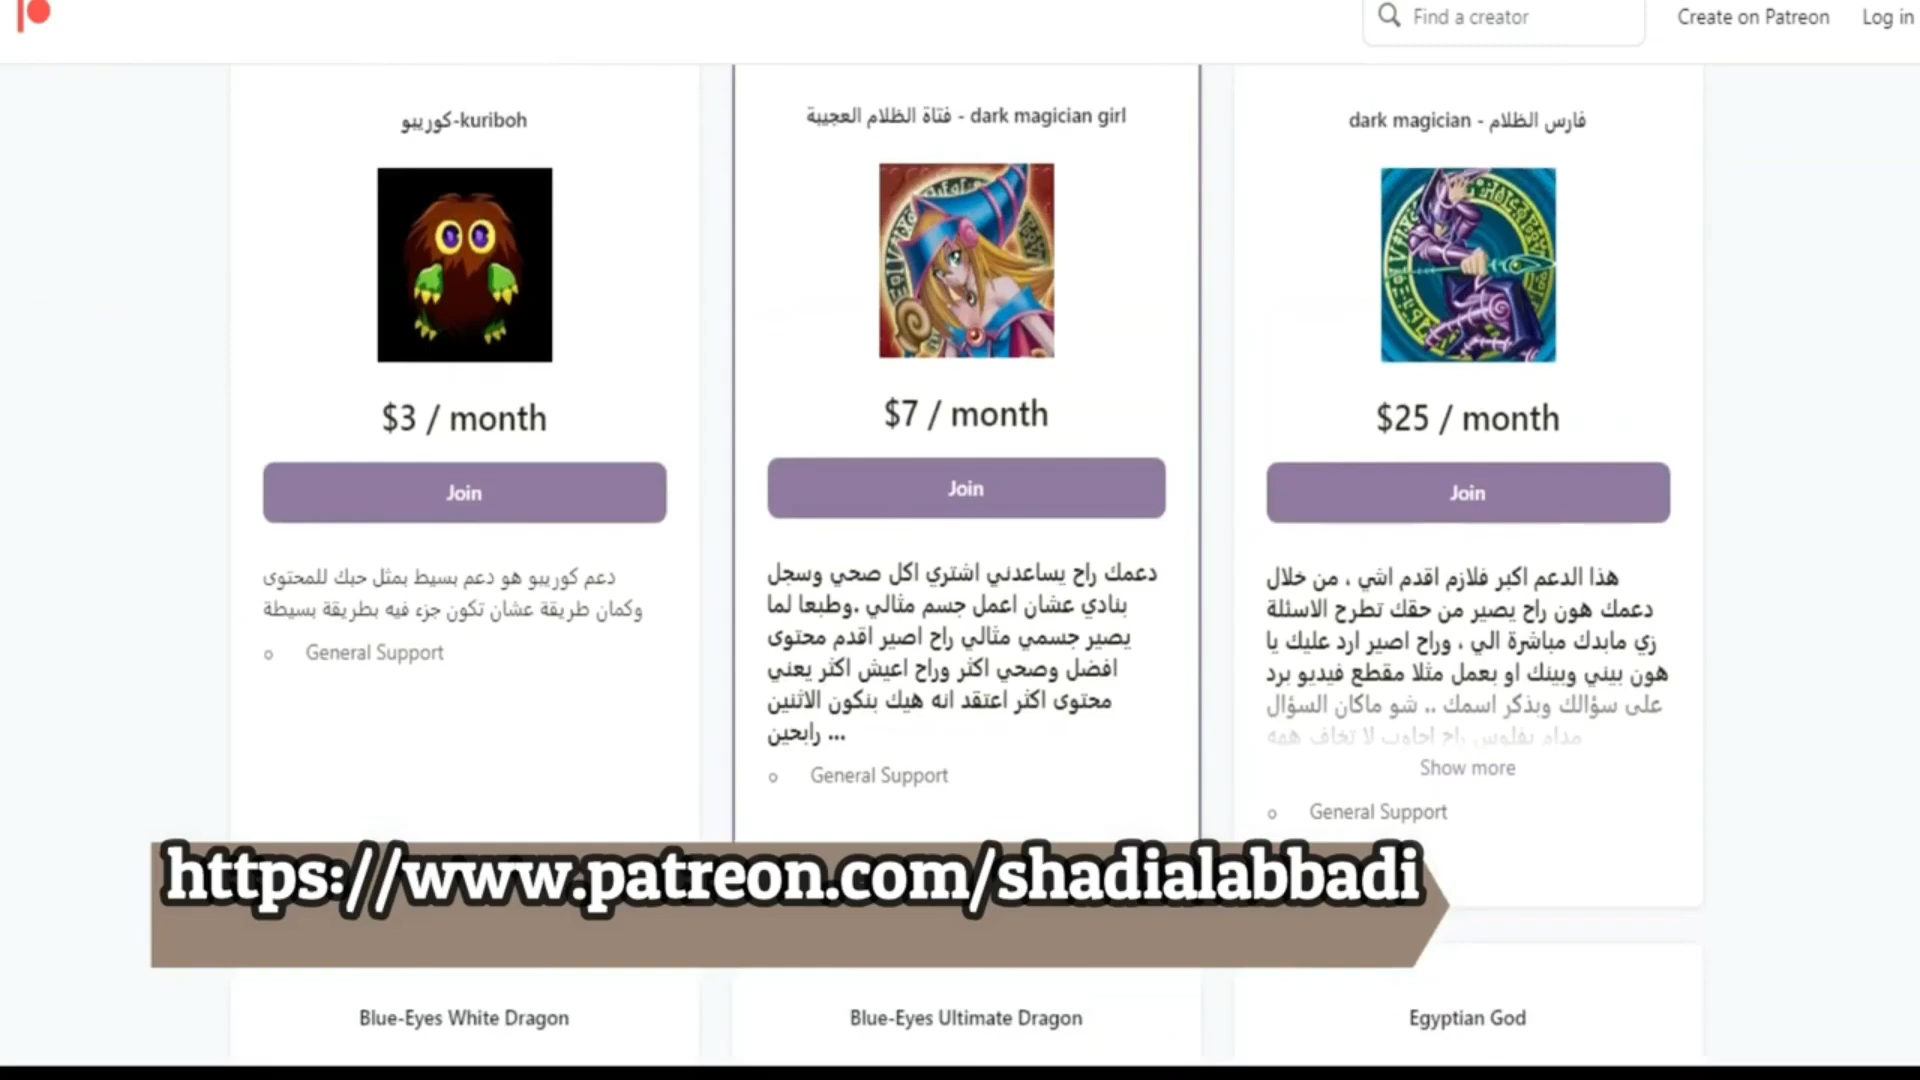 Find a creator
Create on Patreon
Log in
كوريبو-kuriboh
$3 / month
Join
دعم كوريبو هو دعم بسيط بمثل حبك للمحتوى
وكمان طريقة عشان تكون جزء فيه بطريقة بسيطة
General Support
فتاة الظلام العجيبة - dark magician girl
$7 / month
Join
دعمك راح يساعدني اشتري اكل صحي وسجل
بنادي عشان اعمل جسم مثالي .وطبعا لما
يصير جسمي مثالي راح اصير اقدم محتوى
افضل وصحي اكثر وراح اعيش اكثر يعني
محتوى اكثر اعتقد انه هيك بنكون الاثنين
رابحين ...
General Support
dark magician - فارس الظلام
$25 / month
Join
هذا الدعم اكبر فلازم اقدم اشي ، من خلال
دعمك هون راح يصير من حقك تطرح الاسئلة
زي مابدك مباشرة الي ، وراح اصير ارد عليك يا
هون بيني وبينك او بعمل مثلا مقطع فيديو برد
على سؤالك وبذكر اسمك .. شو ماكان السؤال
مدام بفلوس راح اجاوب لا تخاف ههه
Show more
General Support
https://www.patreon.com/shadialabbadi
Blue-Eyes White Dragon
Blue-Eyes Ultimate Dragon
Egyptian God